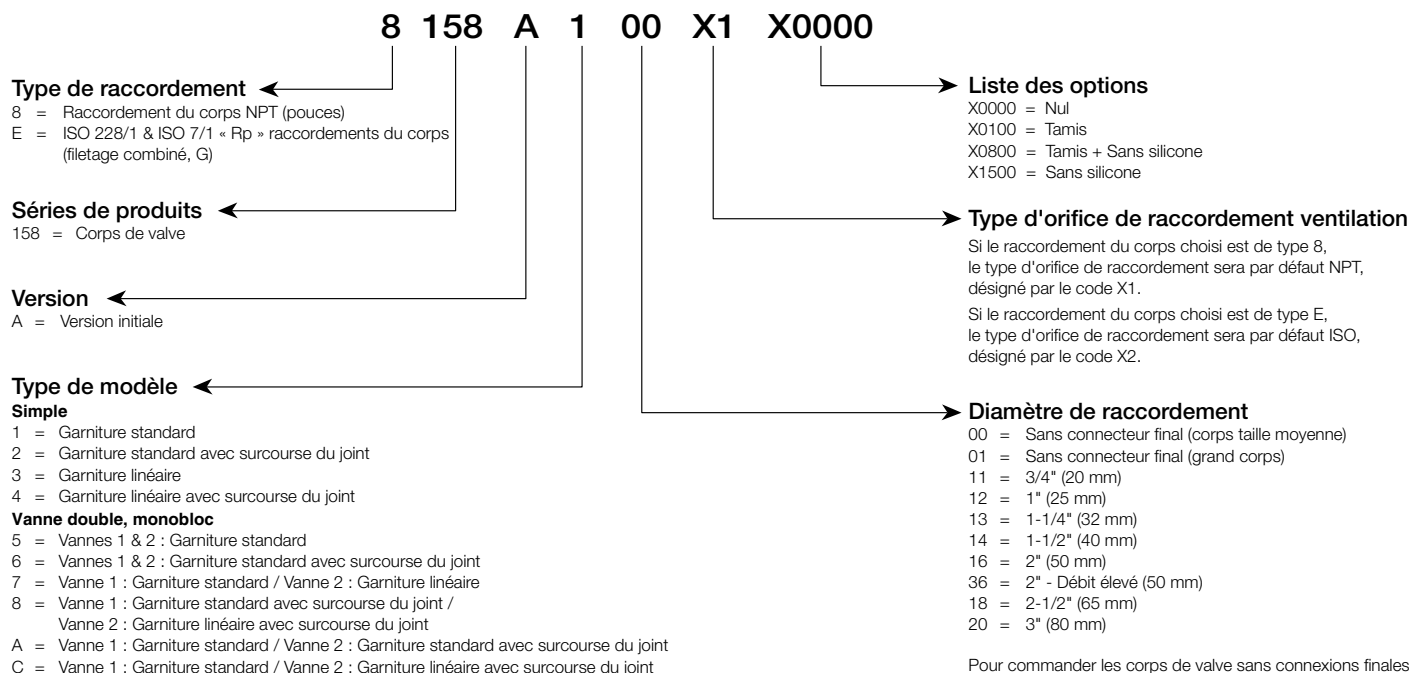 8 158 A 1 00 X1 X0000
Type de raccordement
8 = Raccordement du corps NPT (pouces)
E = ISO 228/1 & ISO 7/1 « Rp » raccordements du corps
(filetage combiné, G)
Séries de produits
158 = Corps de valve
Version
A = Version initiale
Type de modèle
Simple
1 = Garniture standard
2 = Garniture standard avec surcourse du joint
3 = Garniture linéaire
4 = Garniture linéaire avec surcourse du joint
Vanne double, monobloc
5 = Vannes 1 & 2 : Garniture standard
6 = Vannes 1 & 2 : Garniture standard avec surcourse du joint
7 = Vanne 1 : Garniture standard / Vanne 2 : Garniture linéaire
8 = Vanne 1 : Garniture standard avec surcourse du joint /
Vanne 2 : Garniture linéaire avec surcourse du joint
A = Vanne 1 : Garniture standard / Vanne 2 : Garniture standard avec surcourse du joint
C = Vanne 1 : Garniture standard / Vanne 2 : Garniture linéaire avec surcourse du joint
Liste des options
X0000 = Nul
X0100 = Tamis
X0800 = Tamis + Sans silicone
X1500 = Sans silicone
Type d'orifice de raccordement ventilation
Si le raccordement du corps choisi est de type 8,
le type d'orifice de raccordement sera par défaut NPT,
désigné par le code X1.
Si le raccordement du corps choisi est de type E,
le type d'orifice de raccordement sera par défaut ISO,
désigné par le code X2.
Diamètre de raccordement
00 = Sans connecteur final (corps taille moyenne)
01 = Sans connecteur final (grand corps)
11 = 3/4" (20 mm)
12 = 1" (25 mm)
13 = 1-1/4" (32 mm)
14 = 1-1/2" (40 mm)
16 = 2" (50 mm)
36 = 2" - Débit élevé (50 mm)
18 = 2-1/2" (65 mm)
20 = 3" (80 mm)
Pour commander les corps de valve sans connexions finales